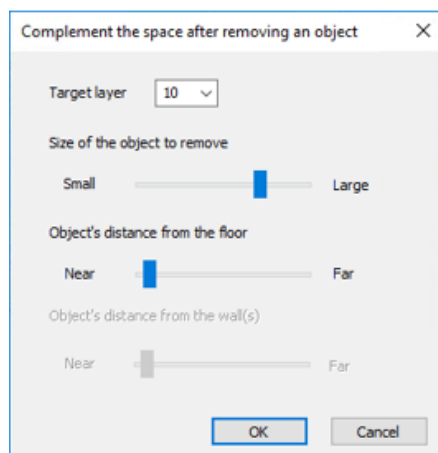 Complement the space after removing an object
Target layer 10
Size of the object to remove
Small Large
Object's distance from the floor
Near Far
Object's distance from the wall(s)
Near Far
OK Cancel